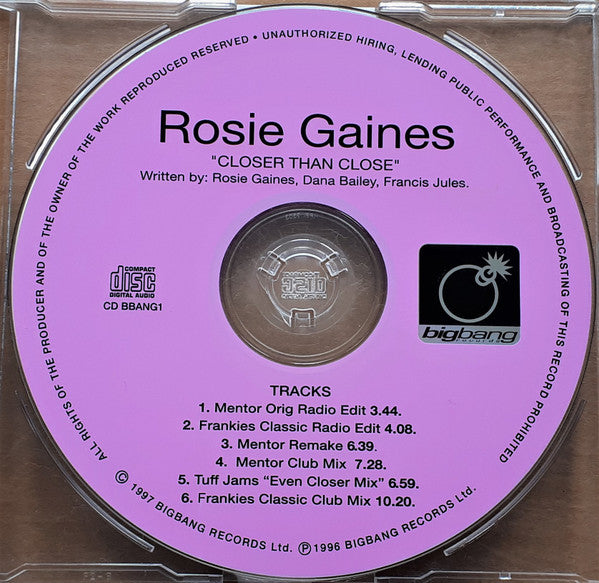 ALL RIGHTS OF THE PRODUCER AND OF THE OWNER OF THE WORK REPRODUCED RESERVED • UNAUTHORIZED HIRING, LENDING PUBLIC PERFORMANCE AND BROADCASTING OF THIS RECORD PROHIBITED
Rosie Gaines
"CLOSER THAN CLOSE"
Written by: Rosie Gaines, Dana Bailey, Francis Jules.
COMPACT
disc
DIGITAL AUDIO
CD BBANG1
bigbang
TRACKS
1. Mentor Orig Radio Edit 3.44.
2. Frankies Classic Radio Edit 4.08.
3. Mentor Remake 6.39.
4. Mentor Club Mix 7.28.
5. Tuff Jams “Even Closer Mix” 6.59.
6. Frankies Classic Club Mix 10.20.
© 1997 BIGBANG RECORDS Ltd. ℗ 1996 BIGBANG RECORDS Ltd.